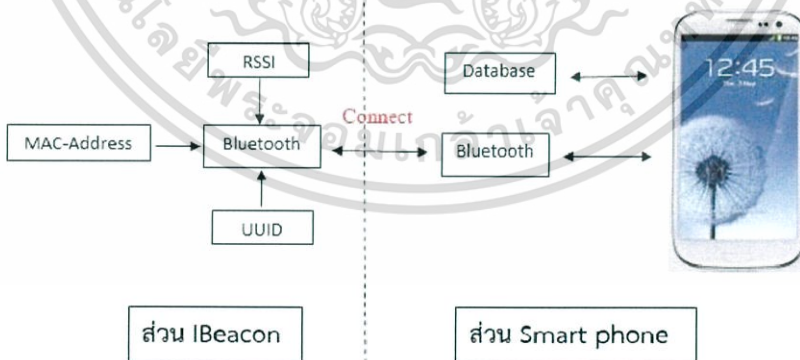 RSSI
MAC-Address
Bluetooth
UUID
Connect
Database
Bluetooth
12:45
ส่วน IBeacon
ส่วน Smart phone